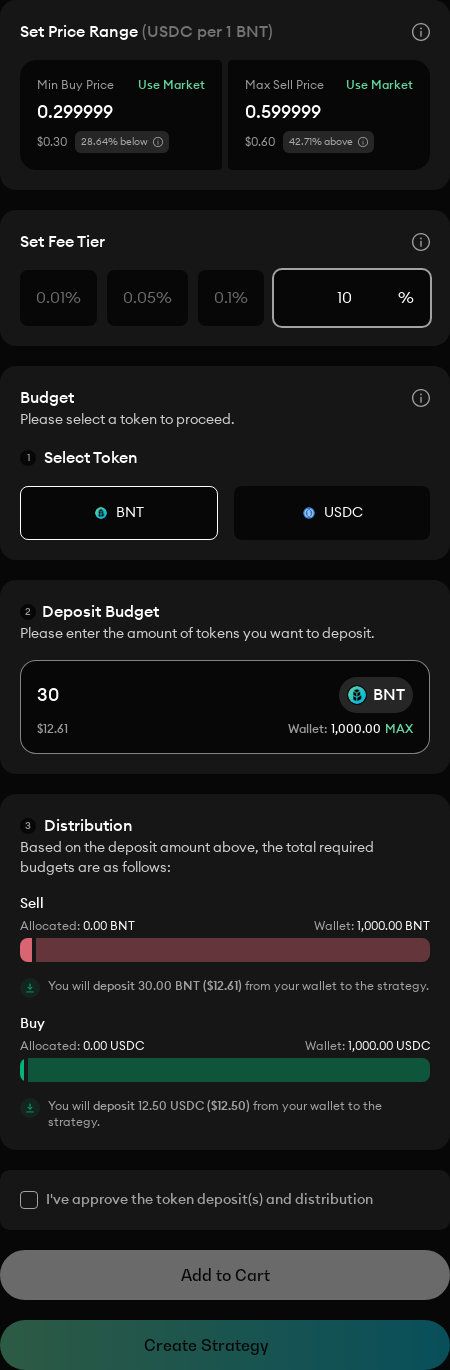 Set Price Range (USDC per 1 BNT)
Min Buy Price Use Market
0.299999
$0.30 28.64% below
Max Sell Price Use Market
0.599999
$0.60 42.71% above
Set Fee Tier
0.01% 0.05% 0.1% 10 %
Budget
Please select a token to proceed.
1 Select Token
BNT USDC
2 Deposit Budget
Please enter the amount of tokens you want to deposit.
30 BNT
$12.61 Wallet: 1,000.00 MAX
3 Distribution
Based on the deposit amount above, the total required
budgets are as follows:
Sell
Allocated: 0.00 BNT Wallet: 1,000.00 BNT
You will deposit 30.00 BNT ($12.61) from your wallet to the strategy.
Buy
Allocated: 0.00 USDC Wallet: 1,000.00 USDC
You will deposit 12.50 USDC ($12.50) from your wallet to the
strategy.
I've approve the token deposit(s) and distribution
Add to Cart
Create Strategy